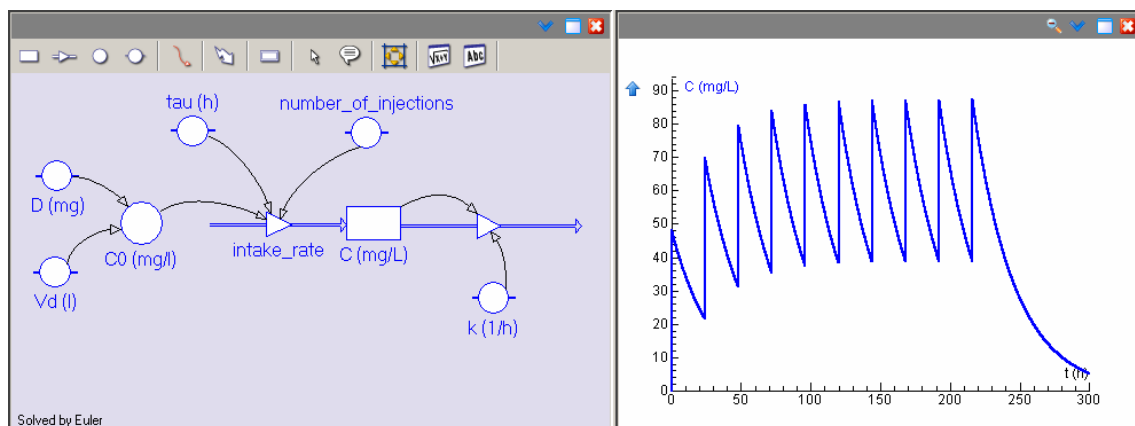 √x+y
Abc
tau (h)
number_of_injections
D (mg)
C0 (mg/l)
intake_rate
C (mg/L)
Vd (l)
k (1/h)
Solved by Euler
C (mg/L)
90
80
70
60
50
40
30
20
10
0
t (h)
0 50 100 150 200 250 300